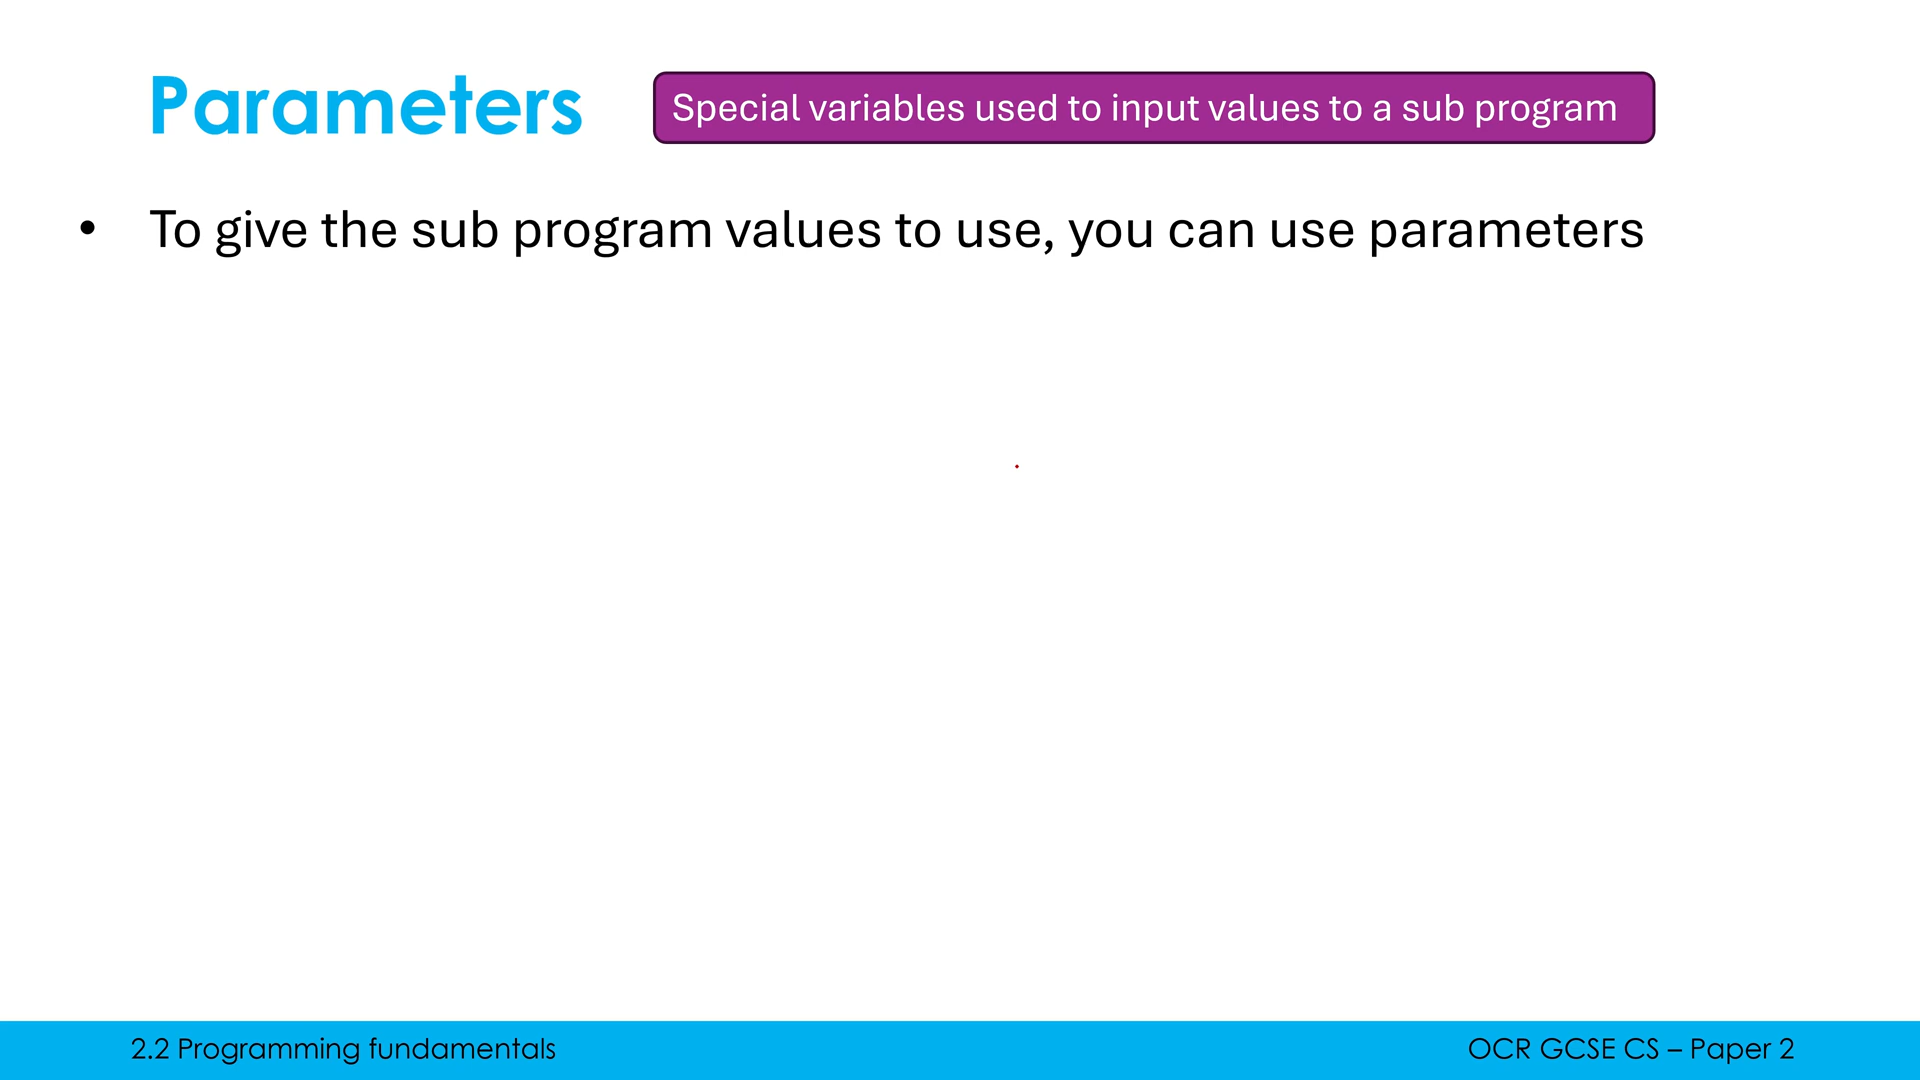 Parameters
Special variables used to input values to a sub program
• To give the sub program values to use, you can use parameters
2.2 Programming fundamentals
OCR GCSE CS – Paper 2